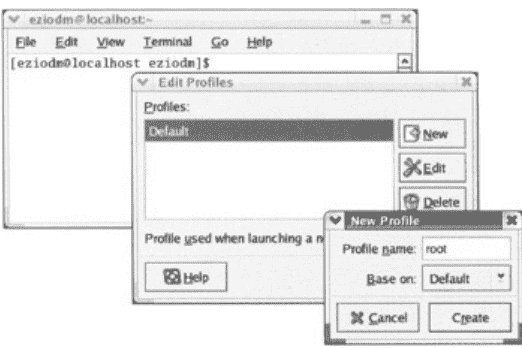 eziodm@localhost:~
File Edit View Terminal Go Help
[eziodm@localhost eziodm]$
Edit Profiles
Profiles:
Default
New
Edit
Delete
Profile used when launching a n
Help
New Profile
Profile name: root
Base on: Default
Cancel Create